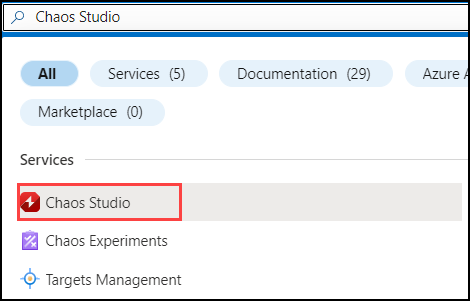 Chaos Studio
All Services (5) Documentation (29) Azure
Marketplace (0)
Services
Chaos Studio
Chaos Experiments
Targets Management